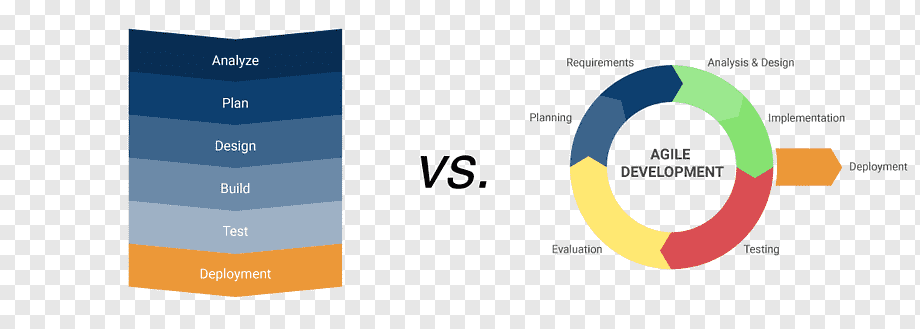 Analyze
Plan
Design
Build
Test
Deployment
VS.
Requirements
Analysis & Design
Planning
Implementation
AGILE
DEVELOPMENT
Deployment
Evaluation
Testing